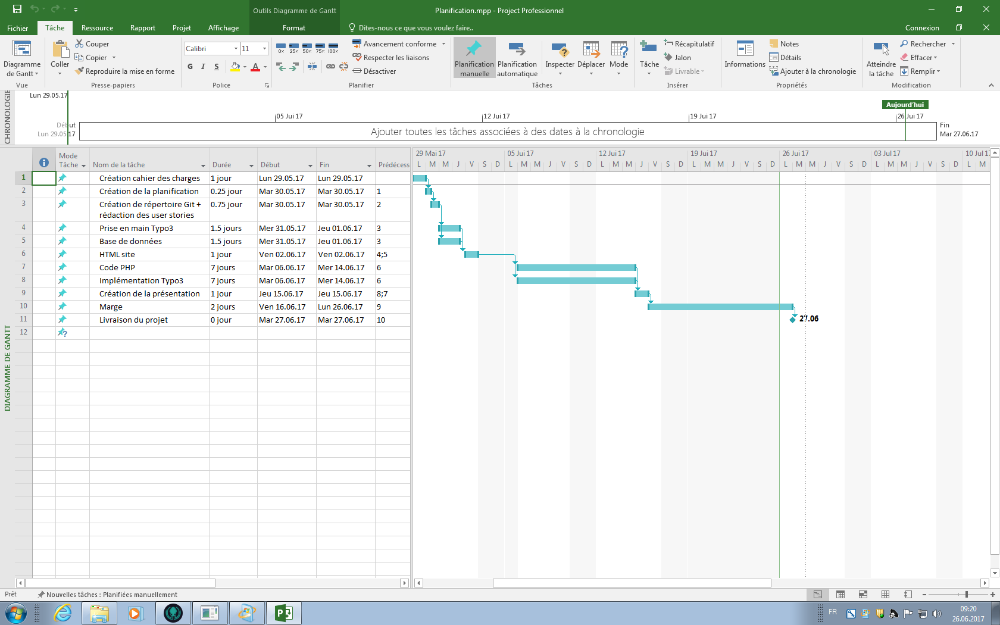 Outils Diagramme de Gantt
Planification.mpp - Project Professionnel
Fichier Tâche Ressource Rapport Projet Affichage Format Dites-nous ce que vous voulez faire.. Connexion
Diagramme de Gantt
Vue
Coller
Couper
Copier
Reproduire la mise en forme
Presse-papiers
Calibri 11
G I S A
Police
0% 25% 50% 75% 100%
Avancement conforme
Respecter les liaisons
Désactiver
Planifier
Planification manuelle
Planification automatique
Inspecter Déplacer Mode
Tâches
Tâche
Récapitulatif
Jalon
Livrable
Insérer
Informations
Notes
Détails
Ajouter à la chronologie
Propriétés
Atteindre la tâche
Rechercher
Effacer
Remplir
Modification
CHRONOLOGIE
Lun 29.05.17
Aujourd'hui
05 Jui 17 12 Jui 17 19 Jui 17 26 Jui 17
Début
Lun 29.05.17
Ajouter toutes les tâches associées à des dates à la chronologie
Fin
Mar 27.06.17
DIAGRAMME DE GANTT
Mode Tâche Nom de la tâche Durée Début Fin Prédécess
29 Mai 17 05 Jui 17 12 Jui 17 19 Jui 17 26 Jui 17 03 Jul 17 10 Jul 17
L M M J V S D L M M J V S D L M M J V S D L M M J V S D L M M J V S D L M M J V S D L M
1 Création cahier des charges 1 jour Lun 29.05.17 Lun 29.05.17
2 Création de la planification 0.25 jour Mar 30.05.17 Mar 30.05.17 1
3 Création de répertoire Git + 0.75 jour Mar 30.05.17 Mar 30.05.17 2
rédaction des user stories
4 Prise en main Typo3 1.5 jours Mer 31.05.17 Jeu 01.06.17 3
5 Base de données 1.5 jours Mer 31.05.17 Jeu 01.06.17 3
6 HTML site 1 jour Ven 02.06.17 Ven 02.06.17 4;5
7 Code PHP 7 jours Mar 06.06.17 Mer 14.06.17 6
8 Implémentation Typo3 7 jours Mar 06.06.17 Mer 14.06.17 6
9 Création de la présentation 1 jour Jeu 15.06.17 Jeu 15.06.17 8;7
10 Marge 2 jours Ven 16.06.17 Lun 26.06.17 9
11 Livraison du projet 0 jour Mar 27.06.17 Mar 27.06.17 10
27.06
12
Prêt Nouvelles tâches : Planifiées manuellement
FR
09:20
26.06.2017